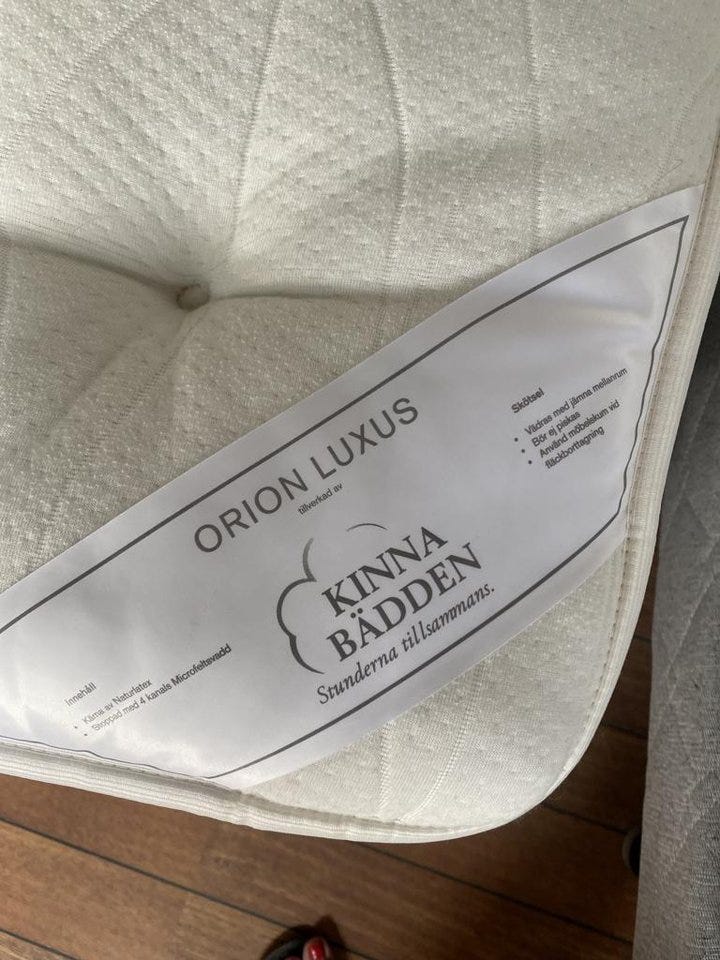 ORION LUXUS
tillverkad av
KINNA
BÄDDEN
Stunderna tillsammans.
Skötsel
• Vädras med jämna mellanrum
• Bör ej piskas
• Använd möbelskum vid
fläckborttagning
Innehåll
• Kärna av Naturlatex
• Stoppad med 4 kanals Microfeltsvadd